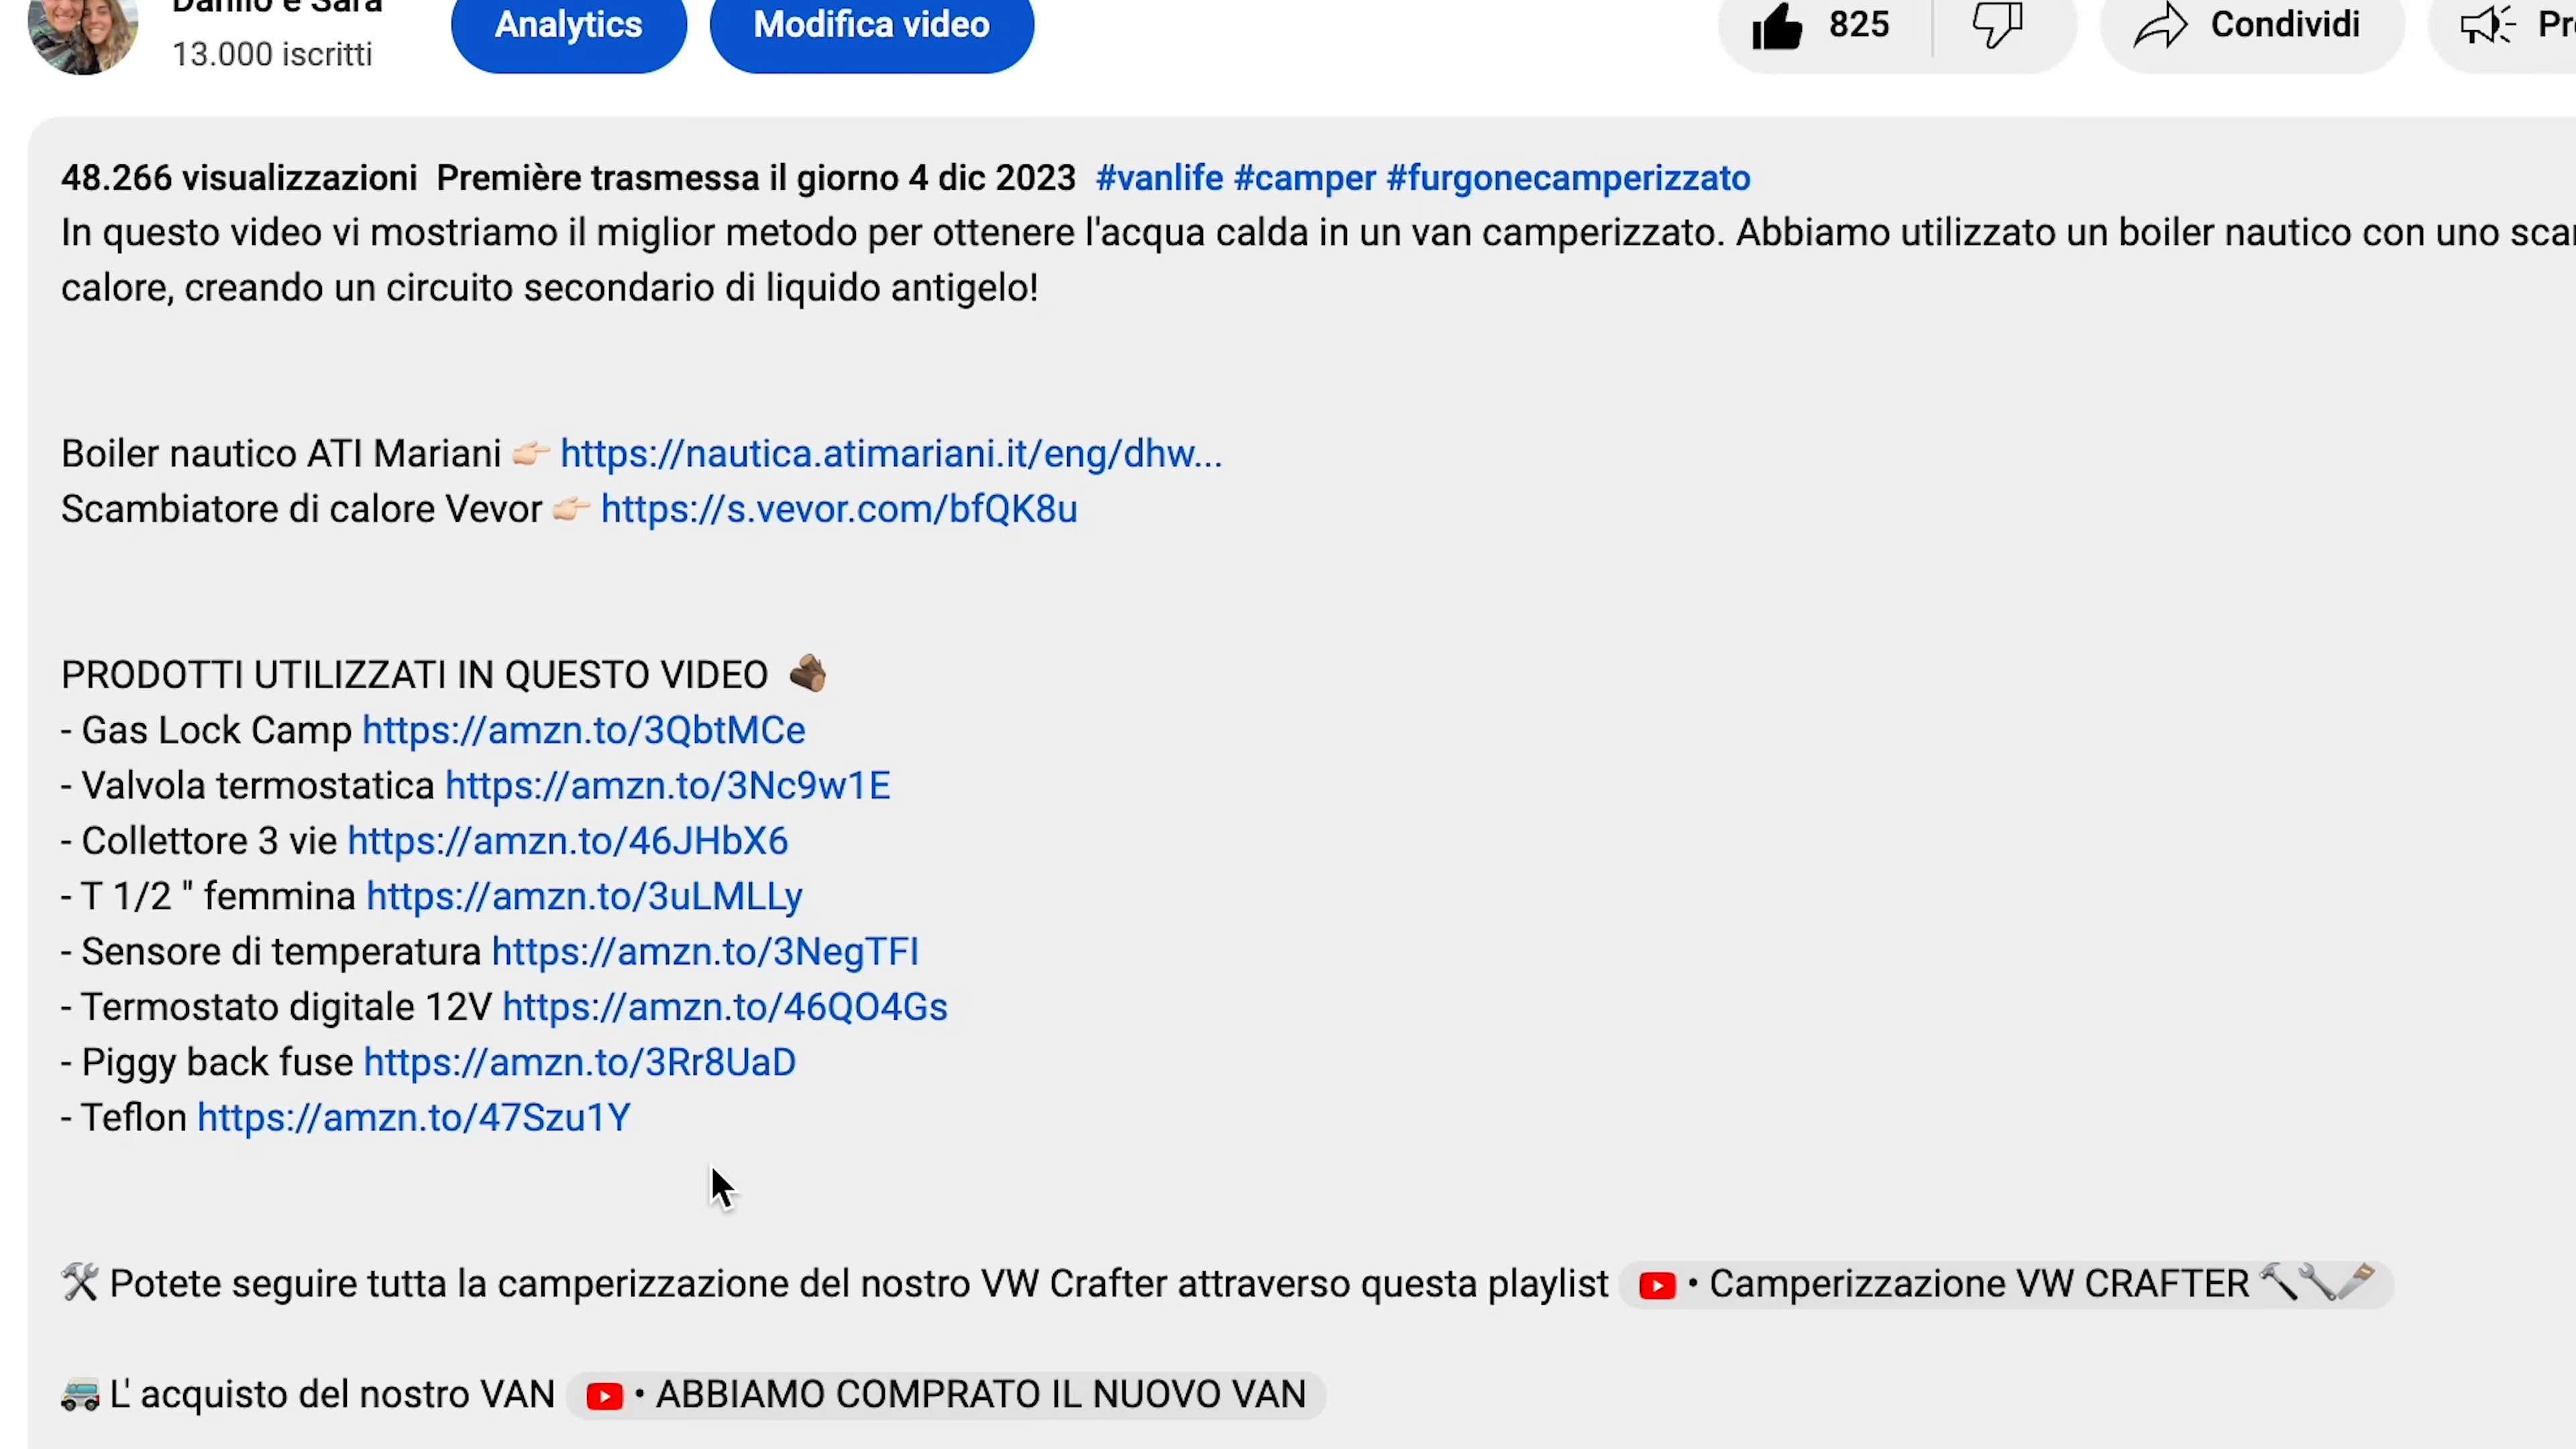 Danilo e Sara
13.000 iscritti
Analytics
Modifica video
825
Condividi
48.266 visualizzazioni Première trasmessa il giorno 4 dic 2023 #vanlife #camper #furgonecamperizzato
In questo video vi mostriamo il miglior metodo per ottenere l'acqua calda in un van camperizzato. Abbiamo utilizzato un boiler nautico con uno
calore, creando un circuito secondario di liquido antigelo!
Boiler nautico ATI Mariani 👉🏻 https://nautica.atimariani.it/eng/dhw...
Scambiatore di calore Vevor 👉🏻 https://s.vevor.com/bfQK8u
PRODOTTI UTILIZZATI IN QUESTO VIDEO 🪵
- Gas Lock Camp https://amzn.to/3QbtMCe
- Valvola termostatica https://amzn.to/3Nc9w1E
- Collettore 3 vie https://amzn.to/46JHbX6
- T 1/2 " femmina https://amzn.to/3uLMLLy
- Sensore di temperatura https://amzn.to/3NegTFI
- Termostato digitale 12V https://amzn.to/46QO4Gs
- Piggy back fuse https://amzn.to/3Rr8UaD
- Teflon https://amzn.to/47Szu1Y
🛠 Potete seguire tutta la camperizzazione del nostro VW Crafter attraverso questa playlist • Camperizzazione VW CRAFTER 🔨🔧🪚
🚐 L' acquisto del nostro VAN • ABBIAMO COMPRATO IL NUOVO VAN